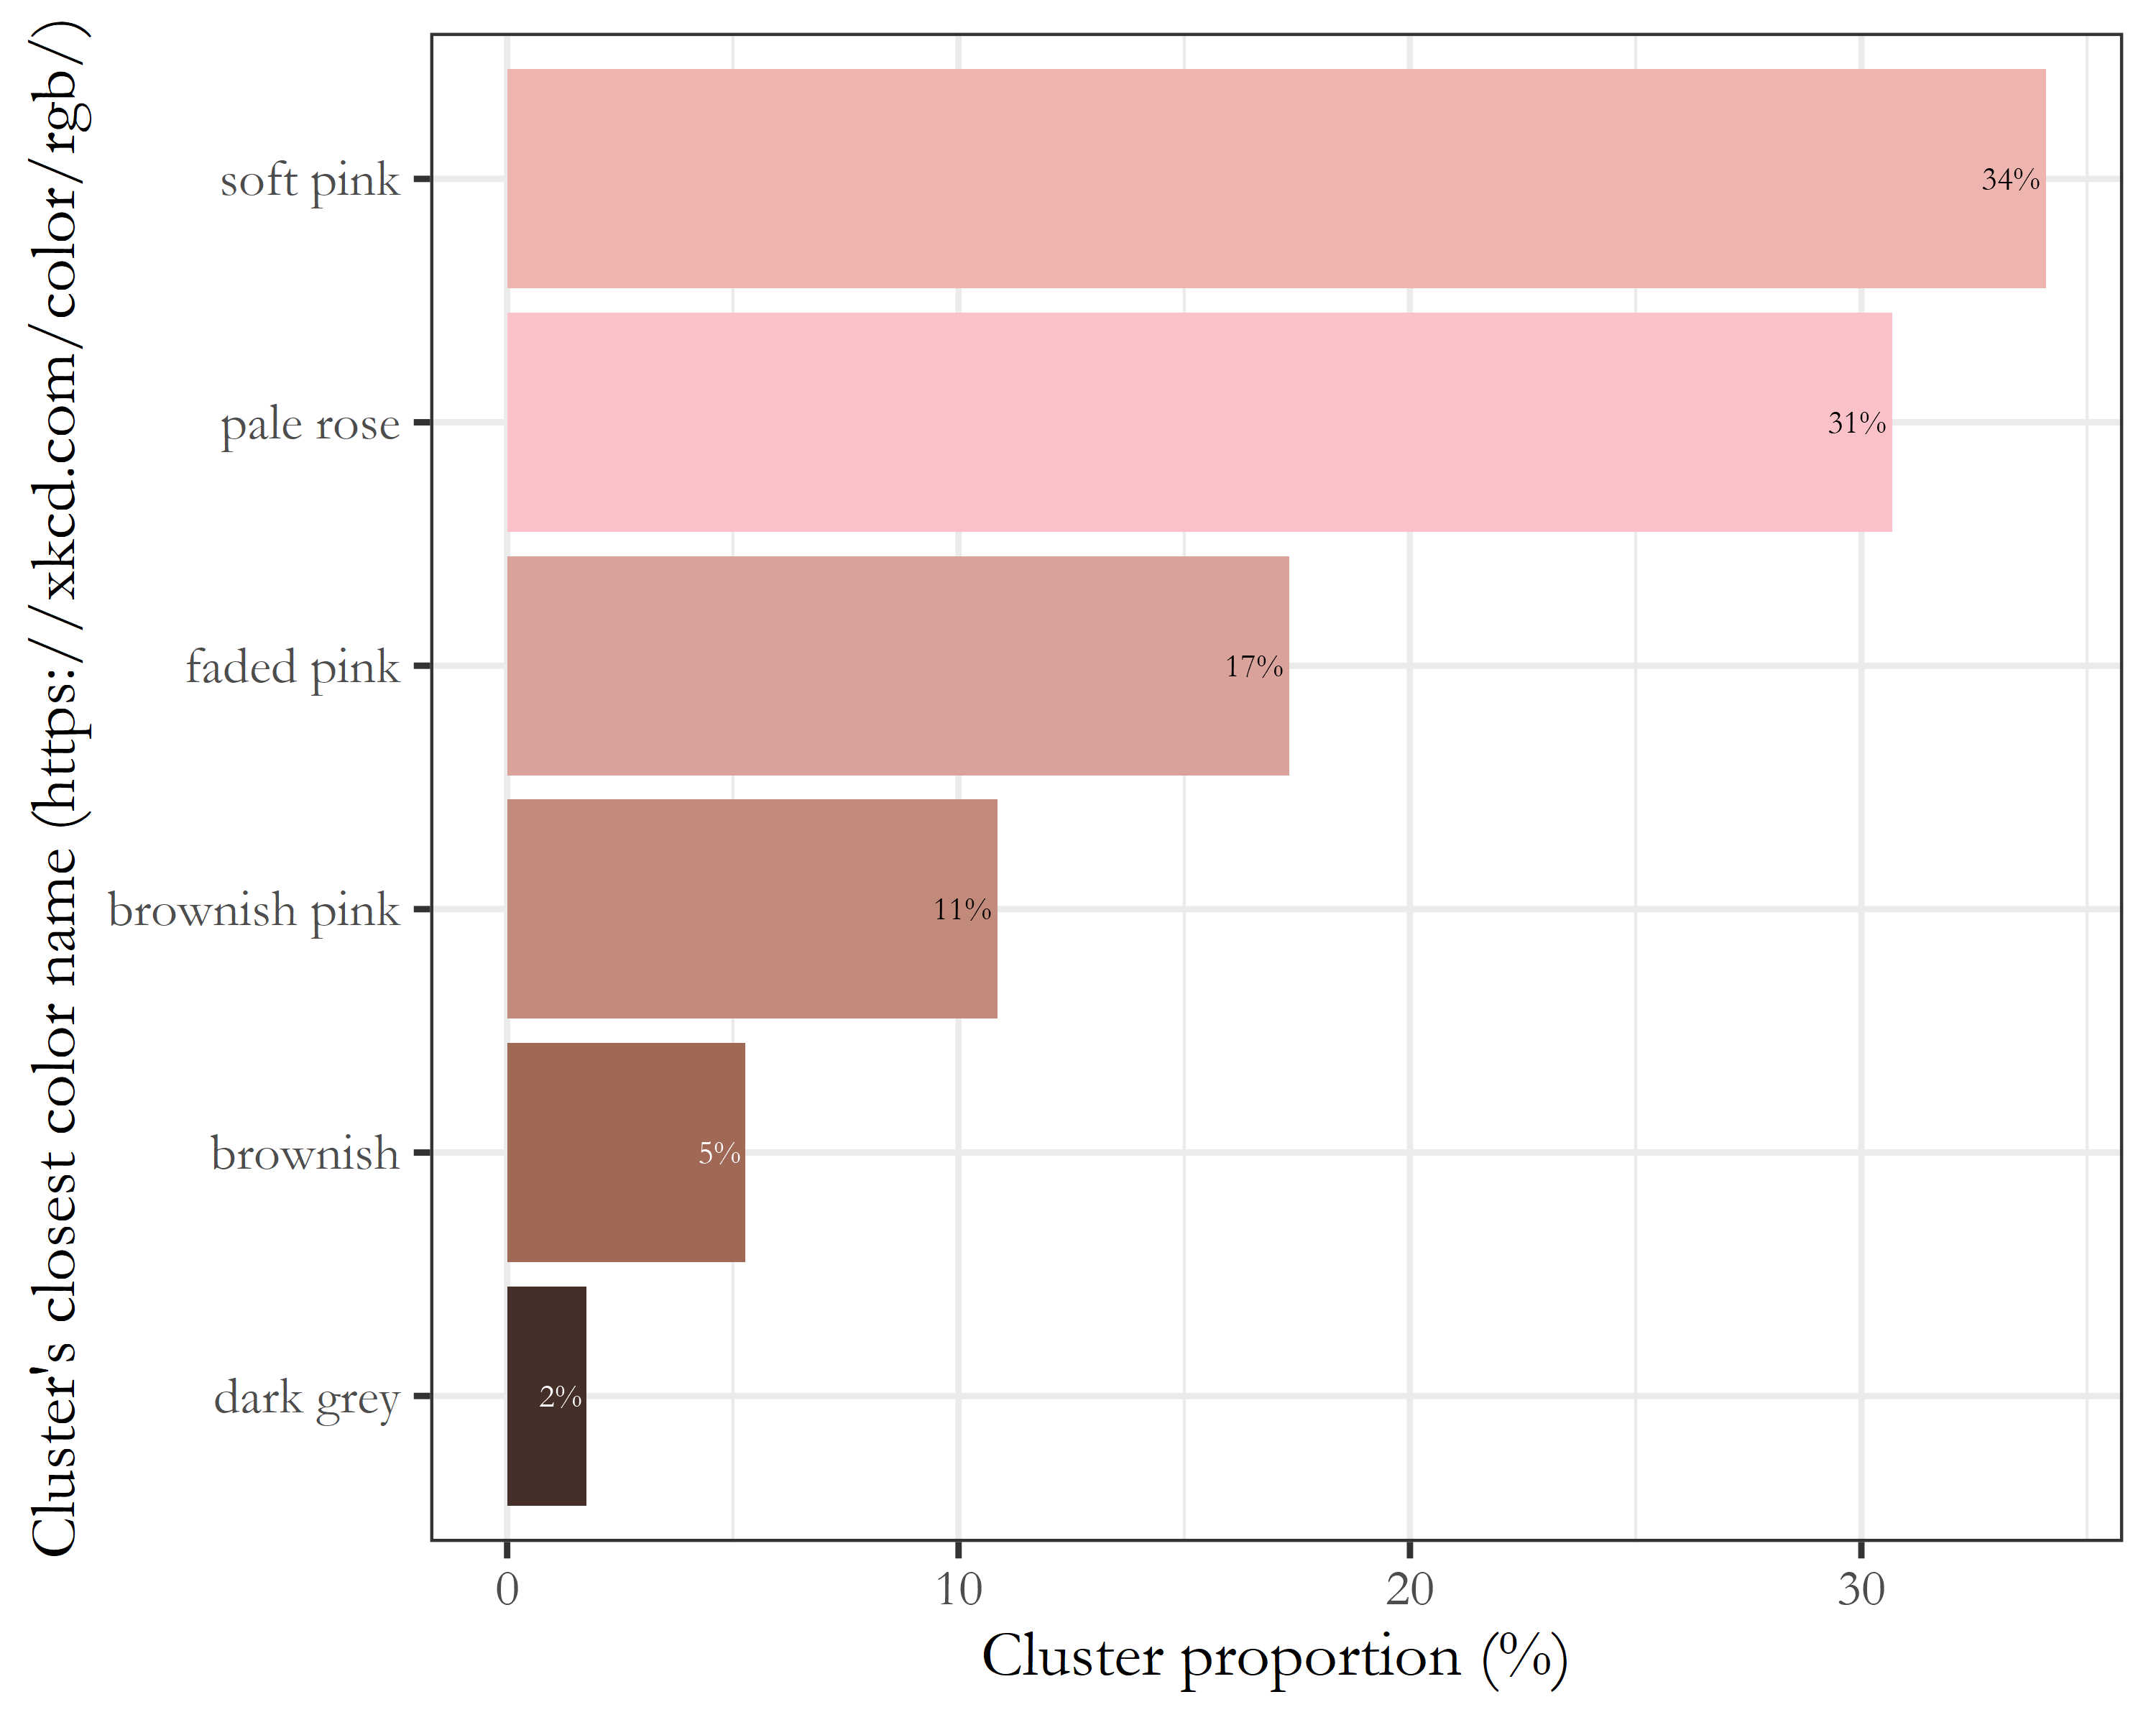 Cluster's closest color name (https://xkcd.com/color/rgb/)
soft pink
34%
pale rose
31%
faded pink
17%
brownish pink
11%
brownish
5%
dark grey
2%
0 10 20 30
Cluster proportion (%)